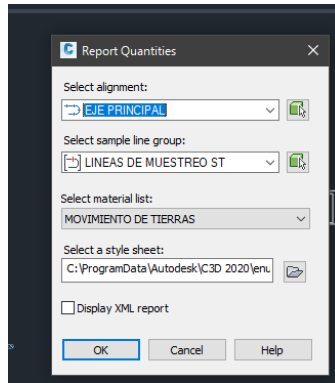 Report Quantities
Select alignment:
EJE PRINCIPAL
Select sample line group:
LINEAS DE MUESTREO ST
Select material list:
MOVIMIENTO DE TIERRAS
Select a style sheet:
C:\ProgramData\Autodesk\C3D 2020\enu
Display XML report
OK Cancel Help